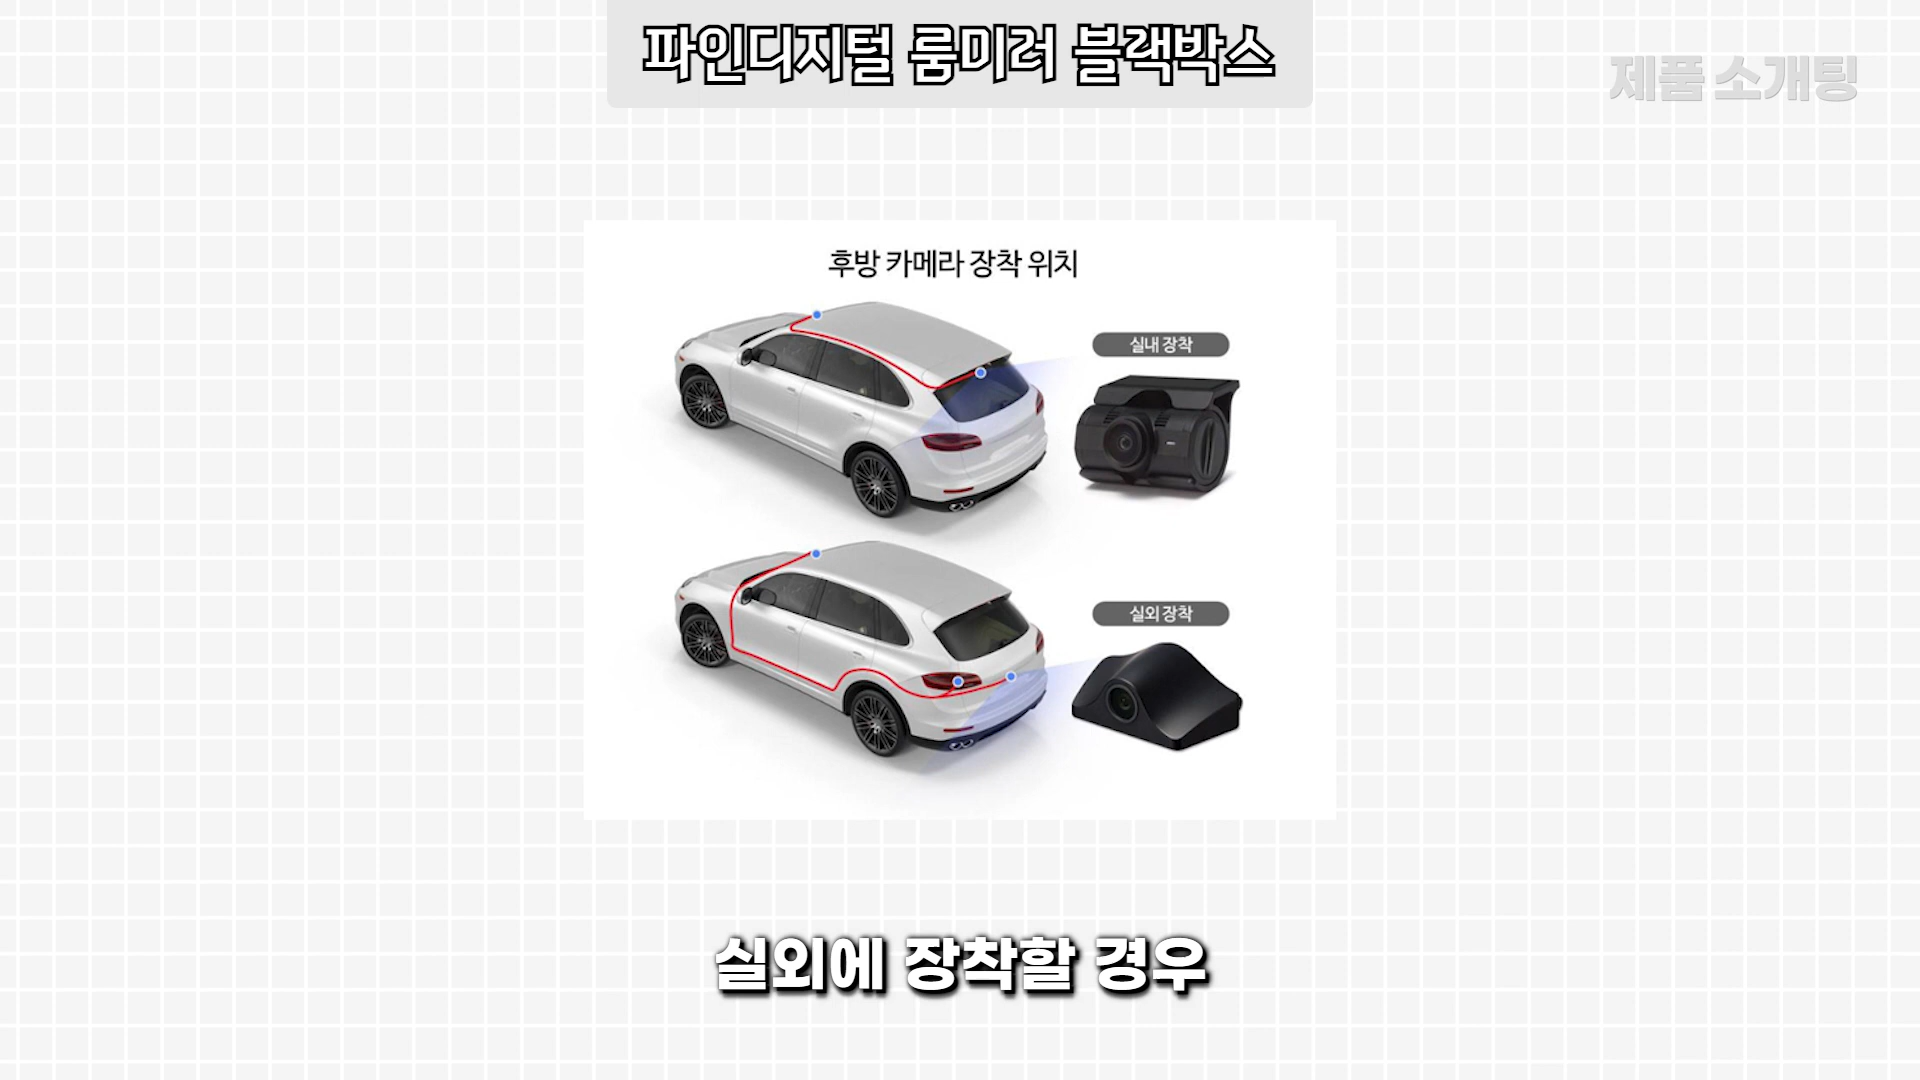 파인디지털 룸미러 블랙박스
제품 소개팅
후방 카메라 장착 위치
실내 장착
실외 장착
실외에 장착할 경우